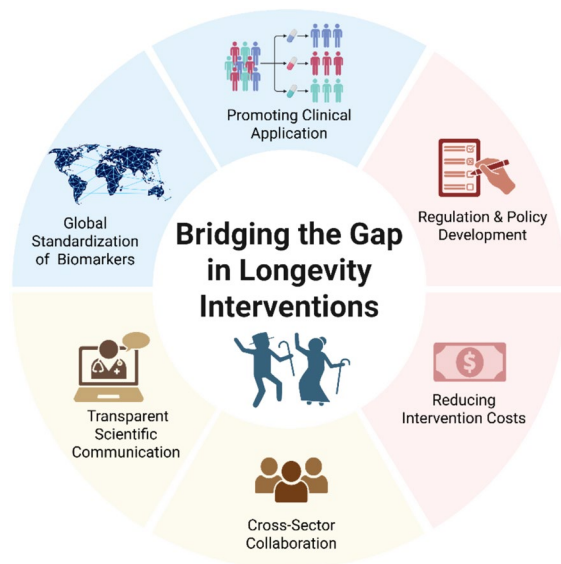 Promoting Clinical
Application
Regulation & Policy
Development
Global
Standardization
of Biomarkers
Bridging the Gap
in Longevity
Interventions
$
Reducing
Intervention Costs
Transparent
Scientific
Communication
Cross-Sector
Collaboration